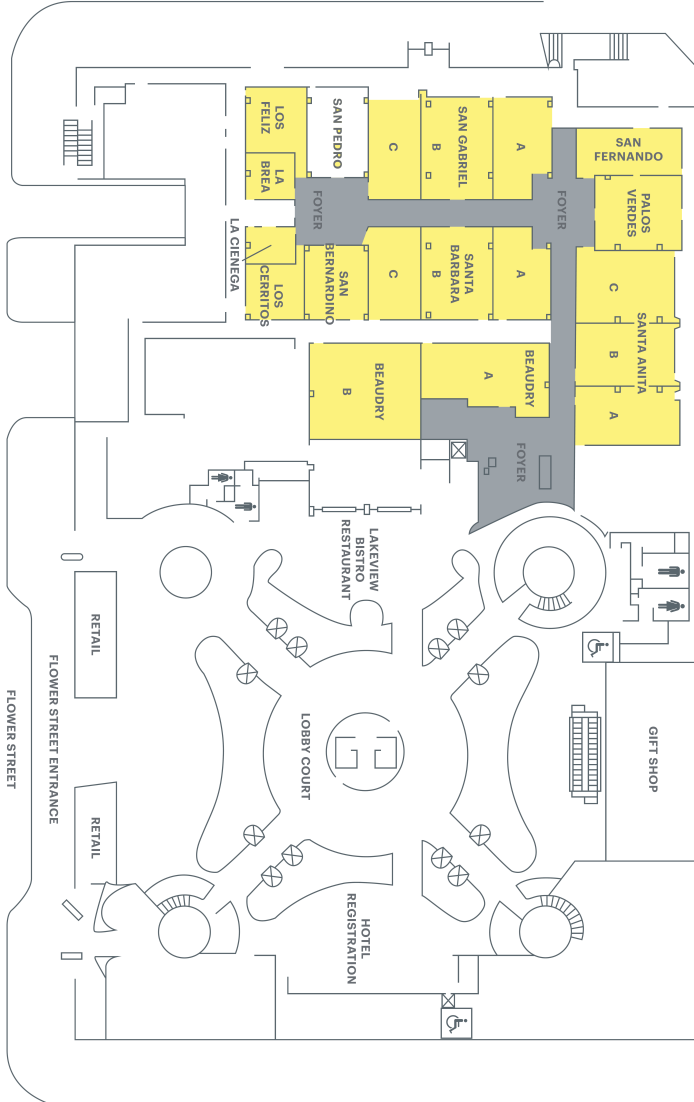 LOS
FELIZ
SAN PEDRO
C
B
SAN GABRIEL
A
SAN
FERNANDO
LA
BREA
FOYER
FOYER
PALOS
VERDES
LA CIENEGA
LOS
CERRITOS
SAN
BERNARDINO
C
B
SANTA
BARBARA
A
C
SANTA ANITA
B
A
BEAUDRY
B
A
BEAUDRY
FOYER
LAKEVIEW
BISTRO
RESTAURANT
RETAIL
FLOWER STREET ENTRANCE
FLOWER STREET
LOBBY COURT
GIFT SHOP
RETAIL
HOTEL
REGISTRATION